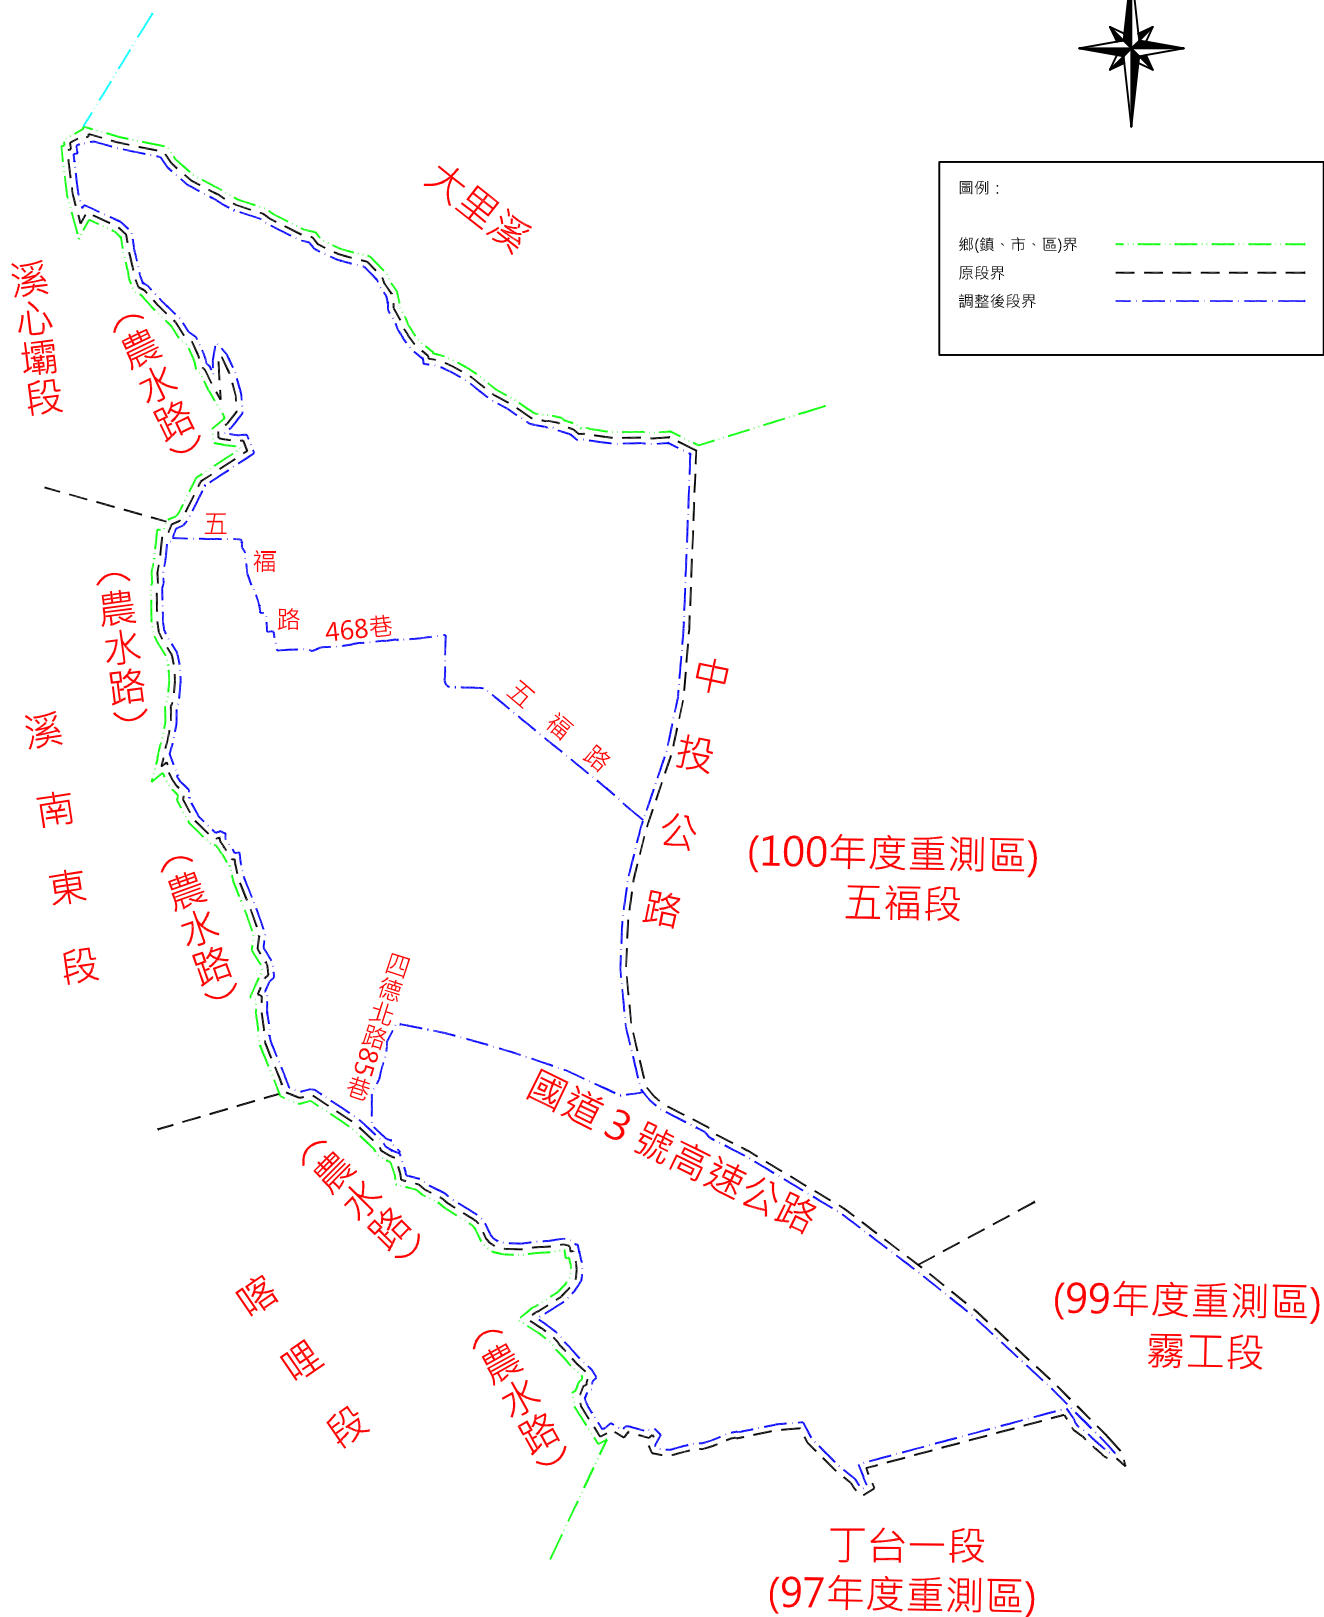 圖例：
鄉(鎮、市、區)界
原段界
調整後段界
大里溪
溪心壩段
(農水路)
五福路
468巷
(農水路)
五福路
中投公路
溪南東段
(農水路)
(100年度重測區)
五福段
四德北路85巷
國道3號高速公路
(農水路)
喀哩段
(農水路)
(99年度重測區)
霧工段
丁台一段
(97年度重測區)